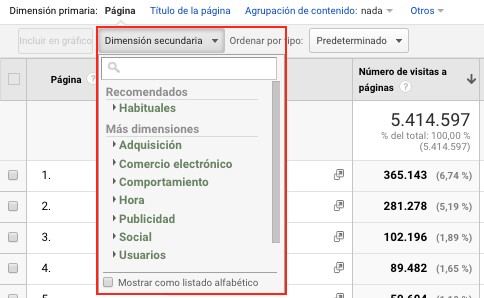 Dimensión primaria: Página Título de la página Agrupación de contenido: nada Otros
Incluir en gráfico Dimensión secundaria Ordenar por tipo: Predeterminado
Página ? Número de visitas a páginas ?
Recomendados
Habituales
Más dimensiones
Adquisición
Comercio electrónico
Comportamiento
Hora
Publicidad
Social
Usuarios
Mostrar como listado alfabético
5.414.597
% del total: 100,00 %
(5.414.597)
1. 365.143 (6,74 %)
2. 281.278 (5,19 %)
3. 102.196 (1,89 %)
4. 89.482 (1,65 %)